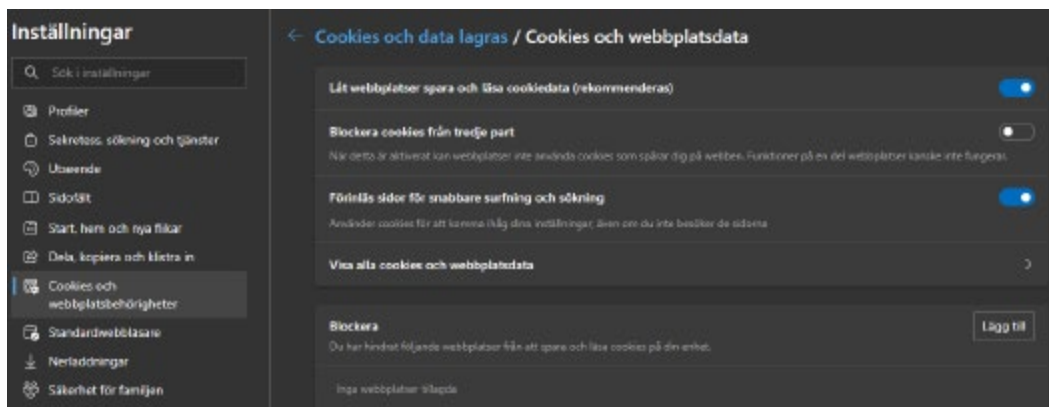 Inställningar
Sök i inställningar
Profiler
Sekretess, sökning och tjänster
Utseende
Sidofält
Start, hem och nya flikar
Dela, kopiera och klistra in
Cookies och
webbplatsbehörigheter
Standardwebbläsare
Nerladdningar
Säkerhet för familjen
Cookies och data lagras / Cookies och webbplatsdata
Låt webbplatser spara och läsa cookiedata (rekommenderas)
Blockera cookies från tredje part
När detta är aktiverat kan webbplatser inte använda cookies som spårar dig på webben. Funktioner på en del webbplatser kanske inte fungerar.
Förinläs sidor för snabbare surfning och sökning
Använder cookies för att komma ihåg dina inställningar, även om du inte besöker de sidorna
Visa alla cookies och webbplatsdata
Blockera
Lägg till
Du har hindrat följande webbplatser från att spara och läsa cookies på din enhet.
Inga webbplatser tillagda